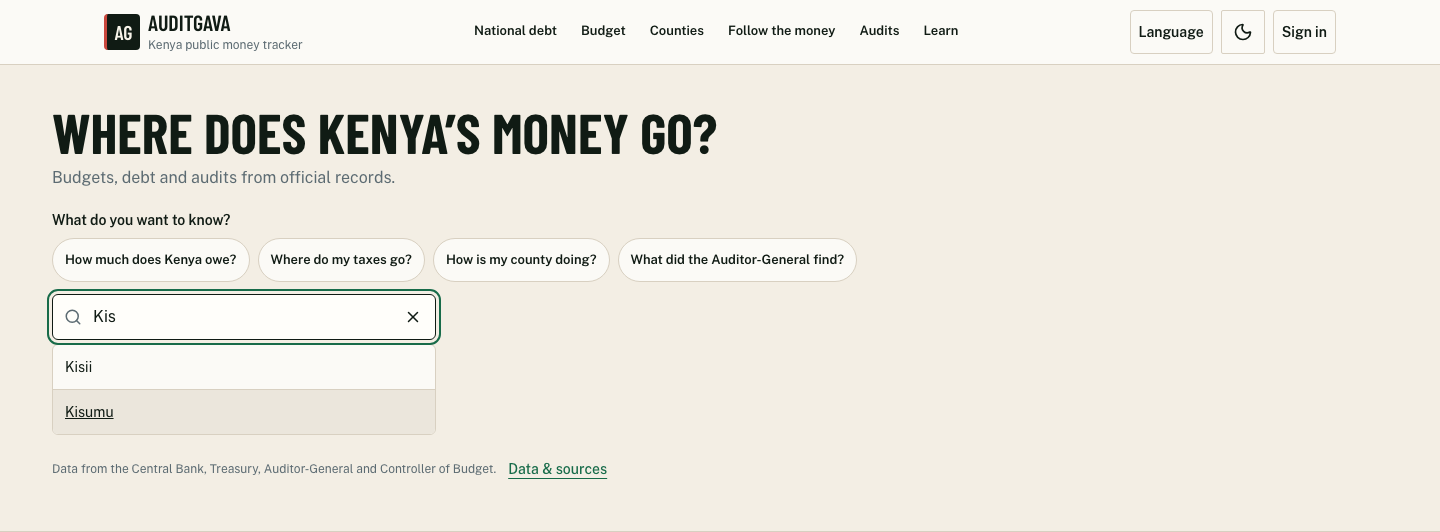 AG
AUDITGAVA
Kenya public money tracker
National debt
Budget
Counties
Follow the money
Audits
Learn
Language
Sign in
WHERE DOES KENYA’S MONEY GO?
Budgets, debt and audits from official records.
What do you want to know?
How much does Kenya owe?
Where do my taxes go?
How is my county doing?
What did the Auditor-General find?
Kis
Kisii
Kisumu
Data from the Central Bank, Treasury, Auditor-General and Controller of Budget.
Data & sources